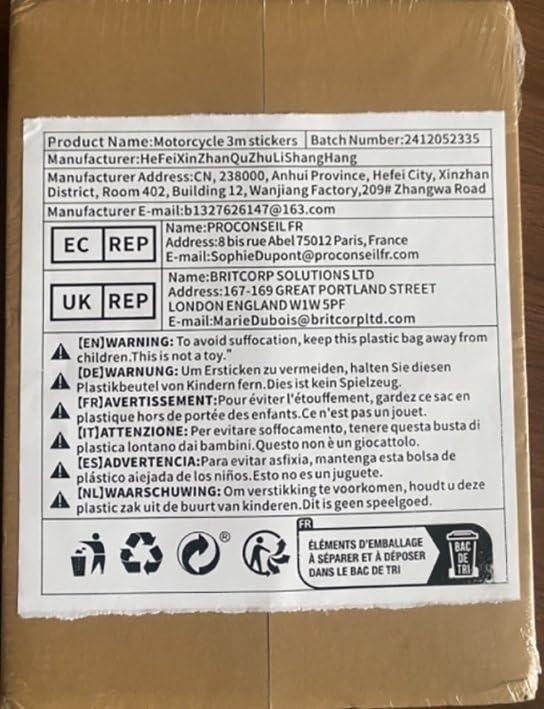 Product Name:Motorcycle 3m stickers Batch Number:2412052335
Manufacturer:HeFeiXinZhanQuZhuLiShangHang
Manufacturer Address:CN, 238000, Anhui Province, Hefei City, Xinzhan
District, Room 402, Building 12, Wanjiang Factory,209# Zhangwa Road
Manufacturer E-mail:b1327626147@163.com
EC REP
Name:PROCONSEIL FR
Address:8 bis rue Abel 75012 Paris, France
E-mail:SophieDupont@proconseilfr.com
UK REP
Name:BRITCORP SOLUTIONS LTD
Address:167-169 GREAT PORTLAND STREET
LONDON ENGLAND W1W 5PF
E-mail:MarieDubois@britcorpltd.com
[EN]WARNING: To avoid suffocation, keep this plastic bag away from
children.This is not a toy."
[DE]WARNUNG: Um Ersticken zu vermeiden, halten Sie diesen
Plastikbeutel von Kindern fern.Dies ist kein Spielzeug.
[FR]AVERTISSEMENT:Pour éviter l'étouffement, gardez ce sac en
plastique hors de portée des enfants.Ce n'est pas un jouet.
[IT]ATTENZIONE: Per evitare soffocamento, tenere questa busta di
plastica lontano dai bambini.Questo non è un giocattolo.
[ES]ADVERTENCIA:Para evitar asfixia, mantenga esta bolsa de
plástico aiejada de los niños.Esto no es un juguete.
[NL]WAARSCHUWING: Om verstikking te voorkomen, houdt u deze
plastic zak uit de buurt van kinderen.Dit is geen speelgoed.
®
FR
ÉLÉMENTS D'EMBALLAGE
À SÉPARER ET À DÉPOSER
DANS LE BAC DE TRI
BAC
DE
TRI